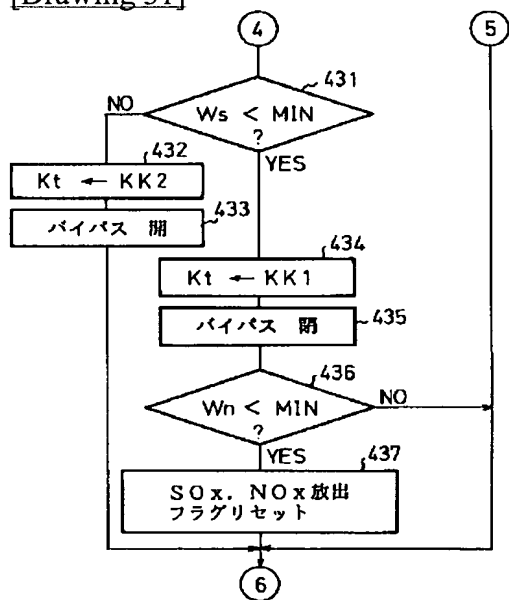 [Drawing 31]
4
5
431
Ws < MIN
?
NO
YES
432
Kt ← KK2
433
バイパス 開
434
Kt ← KK1
435
バイパス 閉
436
Wn < MIN
?
NO
YES
437
SOx. NOx放出
フラグリセット
6